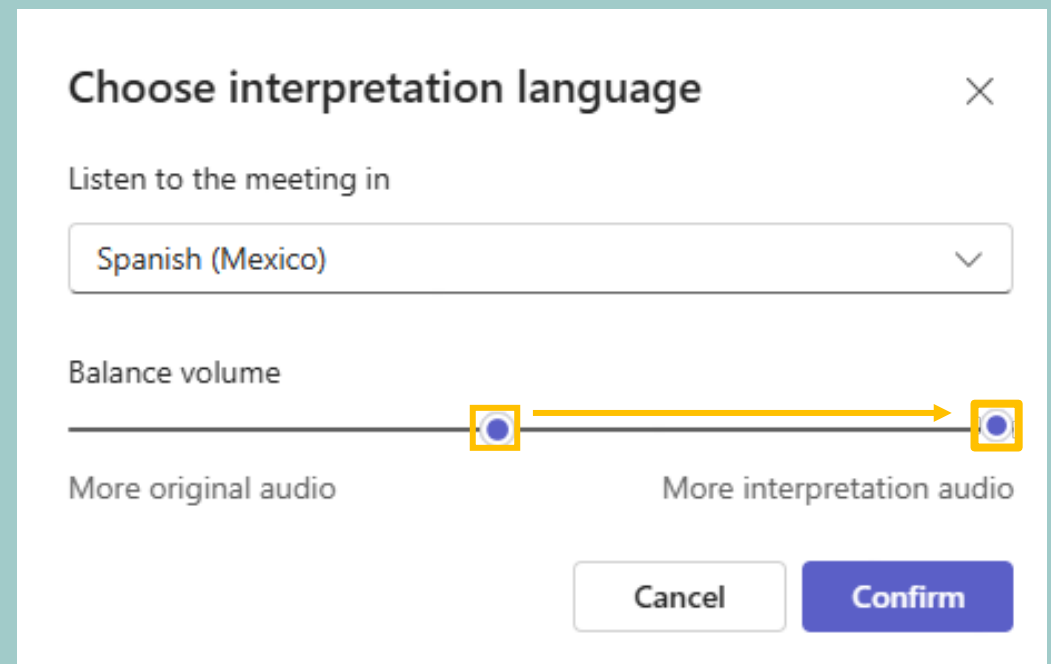 Choose interpretation language
Listen to the meeting in
Spanish (Mexico)
Balance volume
More original audio
More interpretation audio
Cancel
Confirm